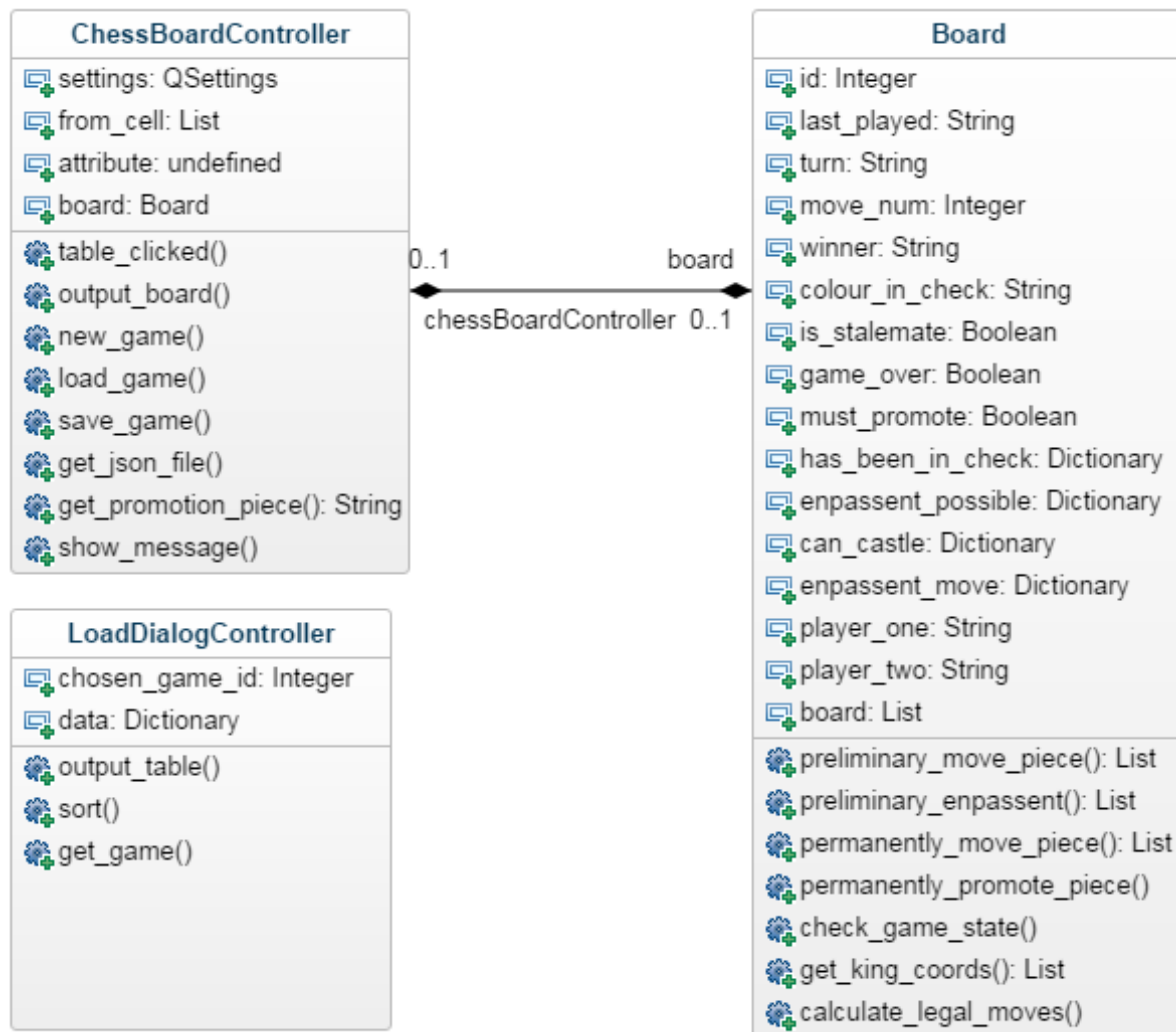 ChessBoardController
settings: QSettings
from_cell: List
attribute: undefined
board: Board
table_clicked()
output_board()
new_game()
load_game()
save_game()
get_json_file()
get_promotion_piece(): String
show_message()
LoadDialogController
chosen_game_id: Integer
data: Dictionary
output_table()
sort()
get_game()
0..1
board
chessBoardController
0..1
Board
id: Integer
last_played: String
turn: String
move_num: Integer
winner: String
colour_in_check: String
is_stalemate: Boolean
game_over: Boolean
must_promote: Boolean
has_been_in_check: Dictionary
enpassent_possible: Dictionary
can_castle: Dictionary
enpassent_move: Dictionary
player_one: String
player_two: String
board: List
preliminary_move_piece(): List
preliminary_enpassent(): List
permanently_move_piece(): List
permanently_promote_piece()
check_game_state()
get_king_coords(): List
calculate_legal_moves()